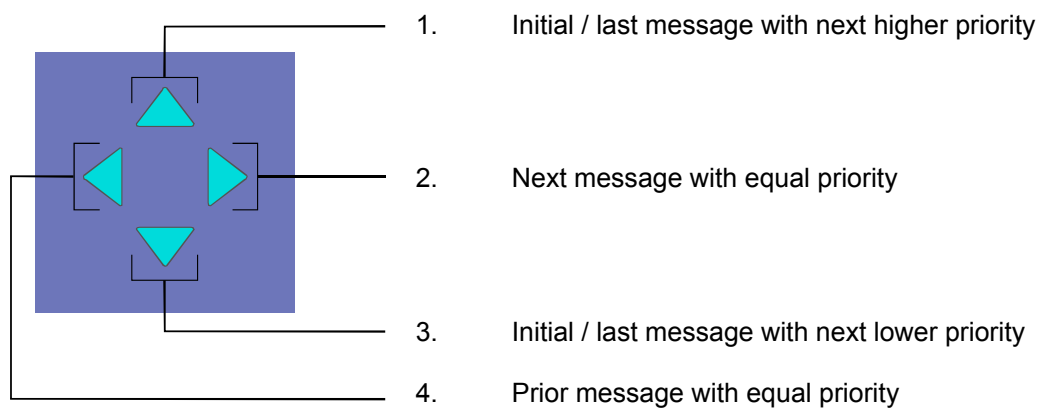 1. Initial / last message with next higher priority
2. Next message with equal priority
3. Initial / last message with next lower priority
4. Prior message with equal priority